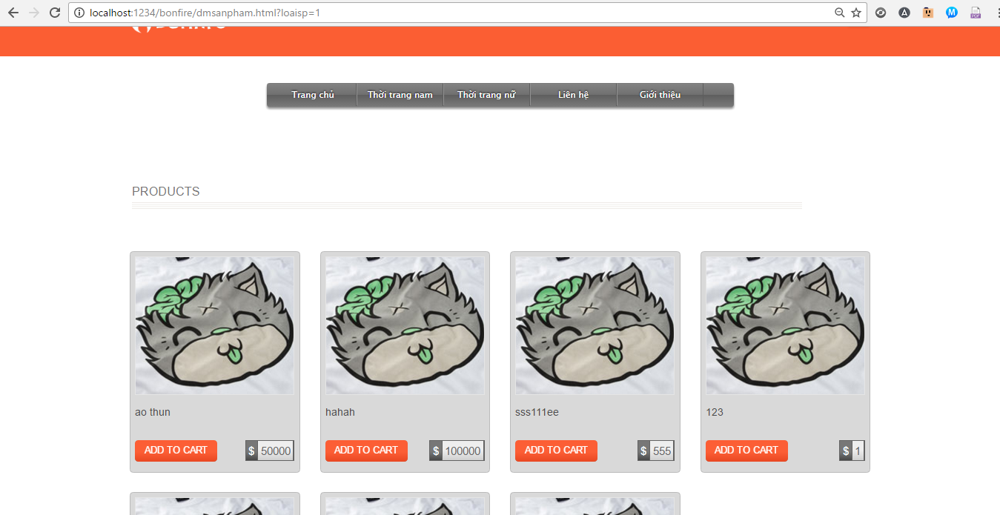 localhost:1234/bonfire/dmsanpham.html?loaisp=1
Trang chủ Thời trang nam Thời trang nữ Liên hệ Giới thiệu
PRODUCTS
ao thun hahah sss111ee 123
ADD TO CART $ 50000 ADD TO CART $ 100000 ADD TO CART $ 555 ADD TO CART $ 1